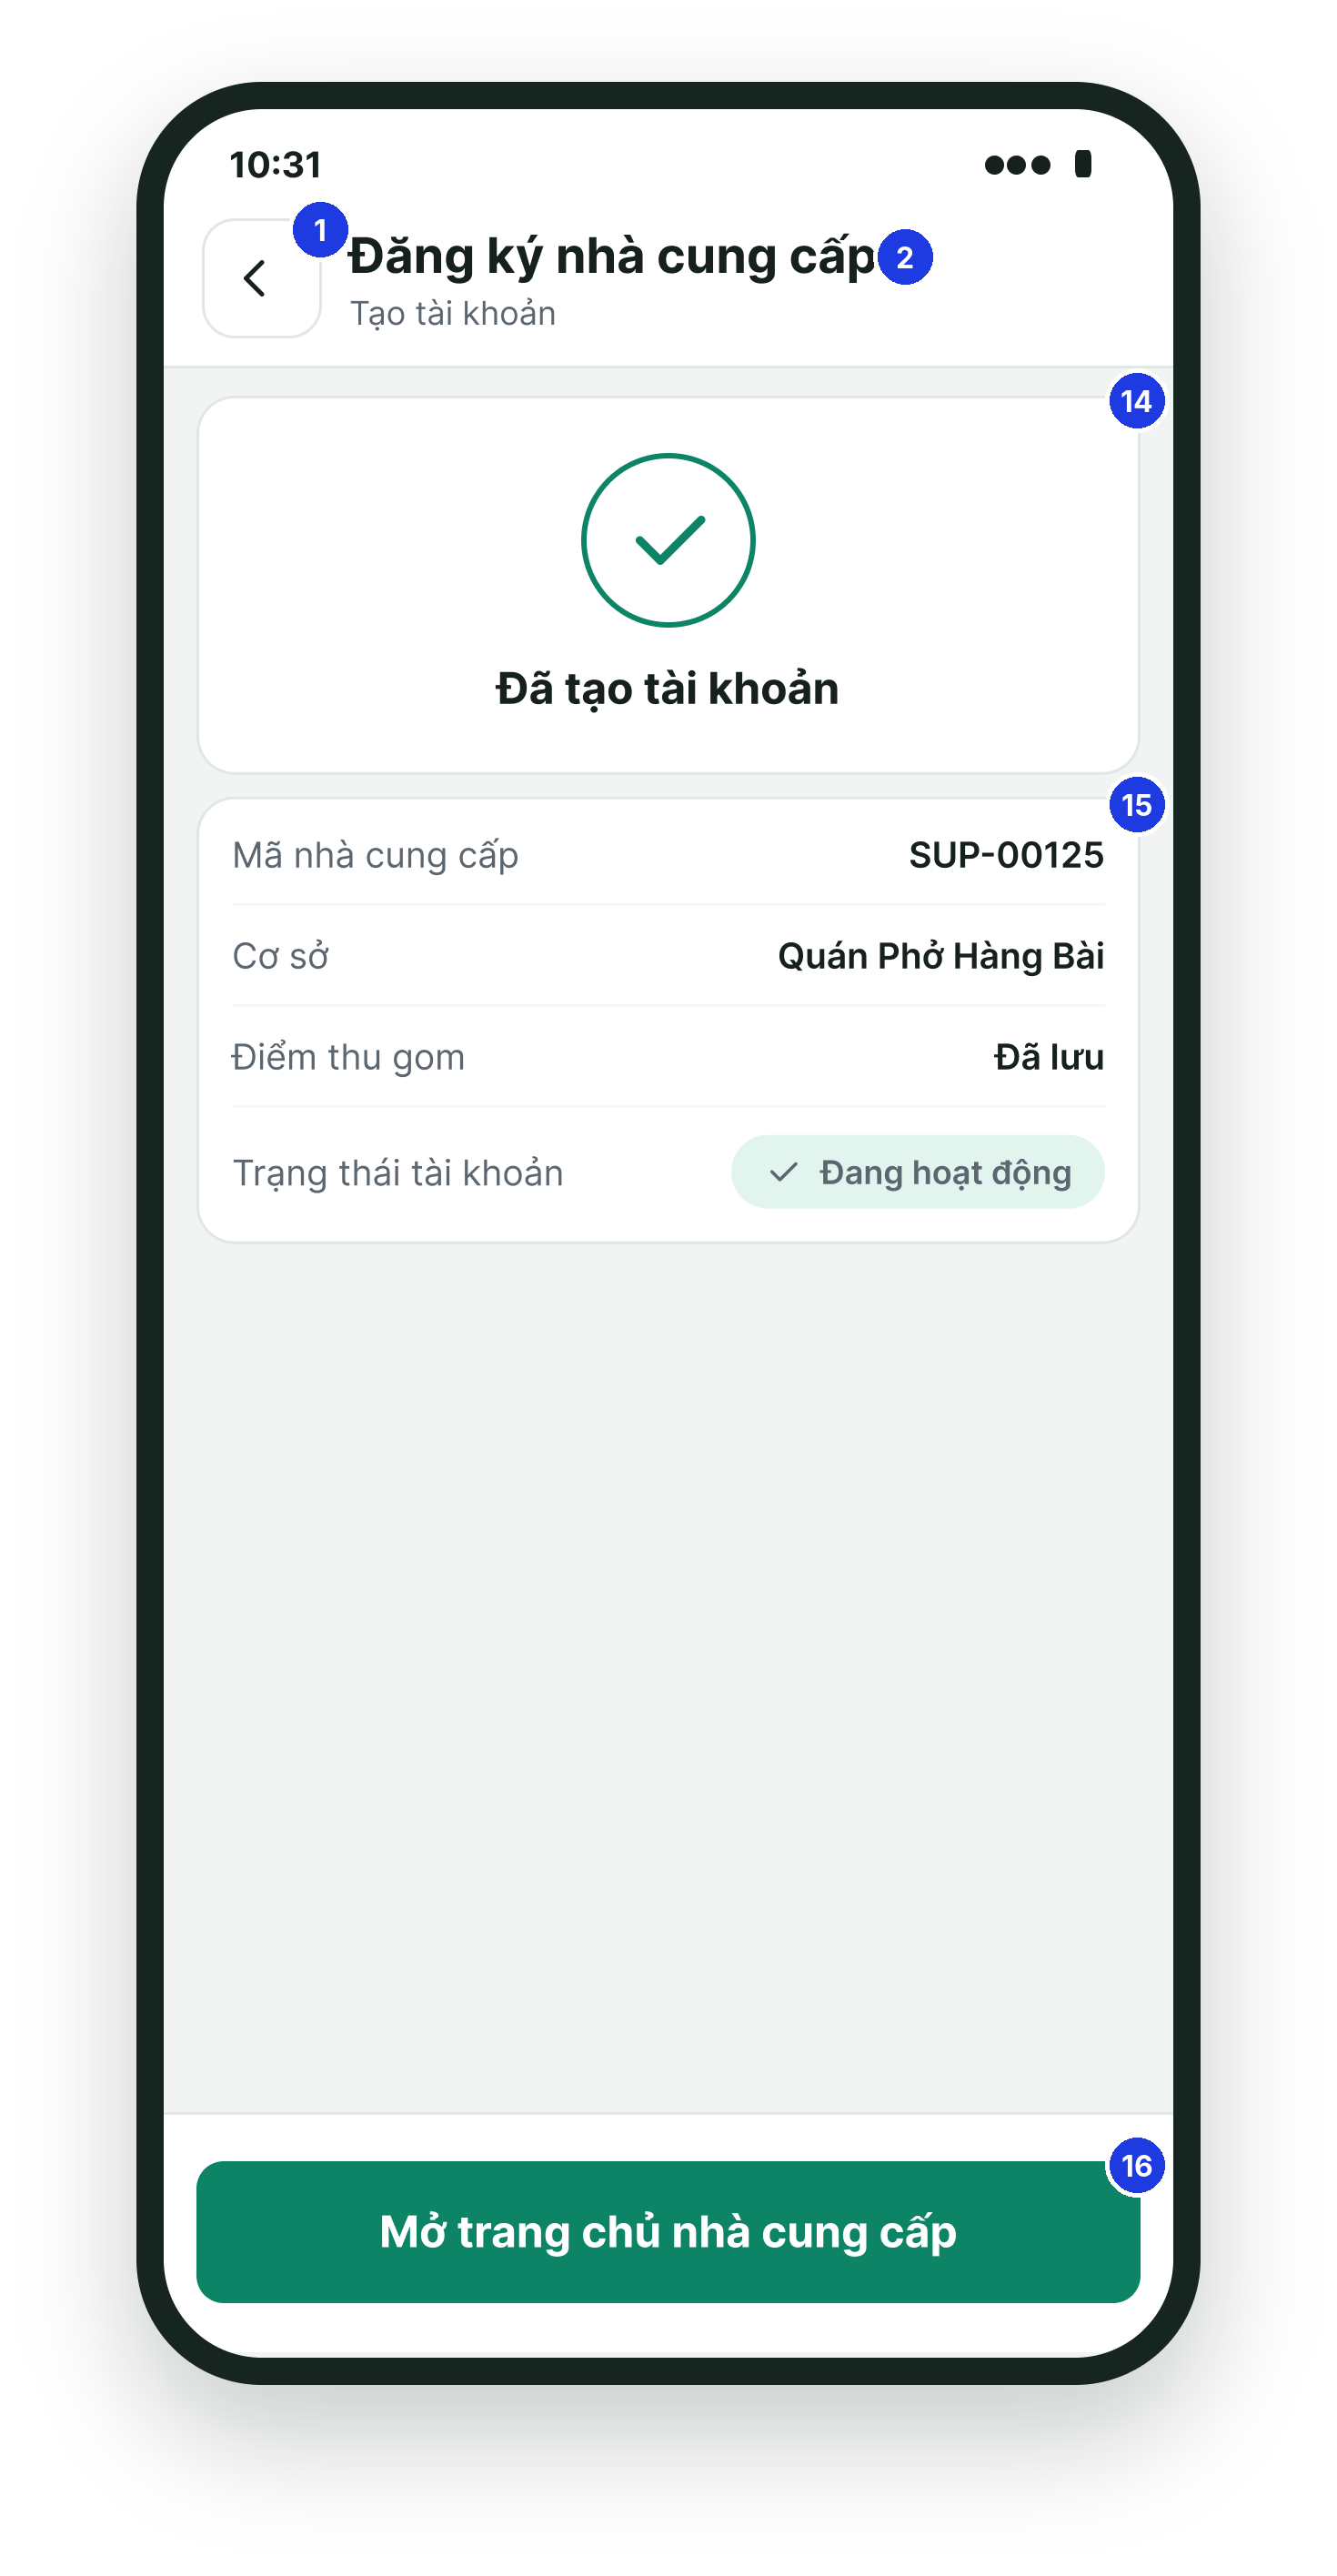 10:31
1
Đăng ký nhà cung cấp 2
Tạo tài khoản
14
Đã tạo tài khoản
15
Mã nhà cung cấp SUP-00125
Cơ sở Quán Phở Hàng Bài
Điểm thu gom Đã lưu
Trạng thái tài khoản Đang hoạt động
16
Mở trang chủ nhà cung cấp